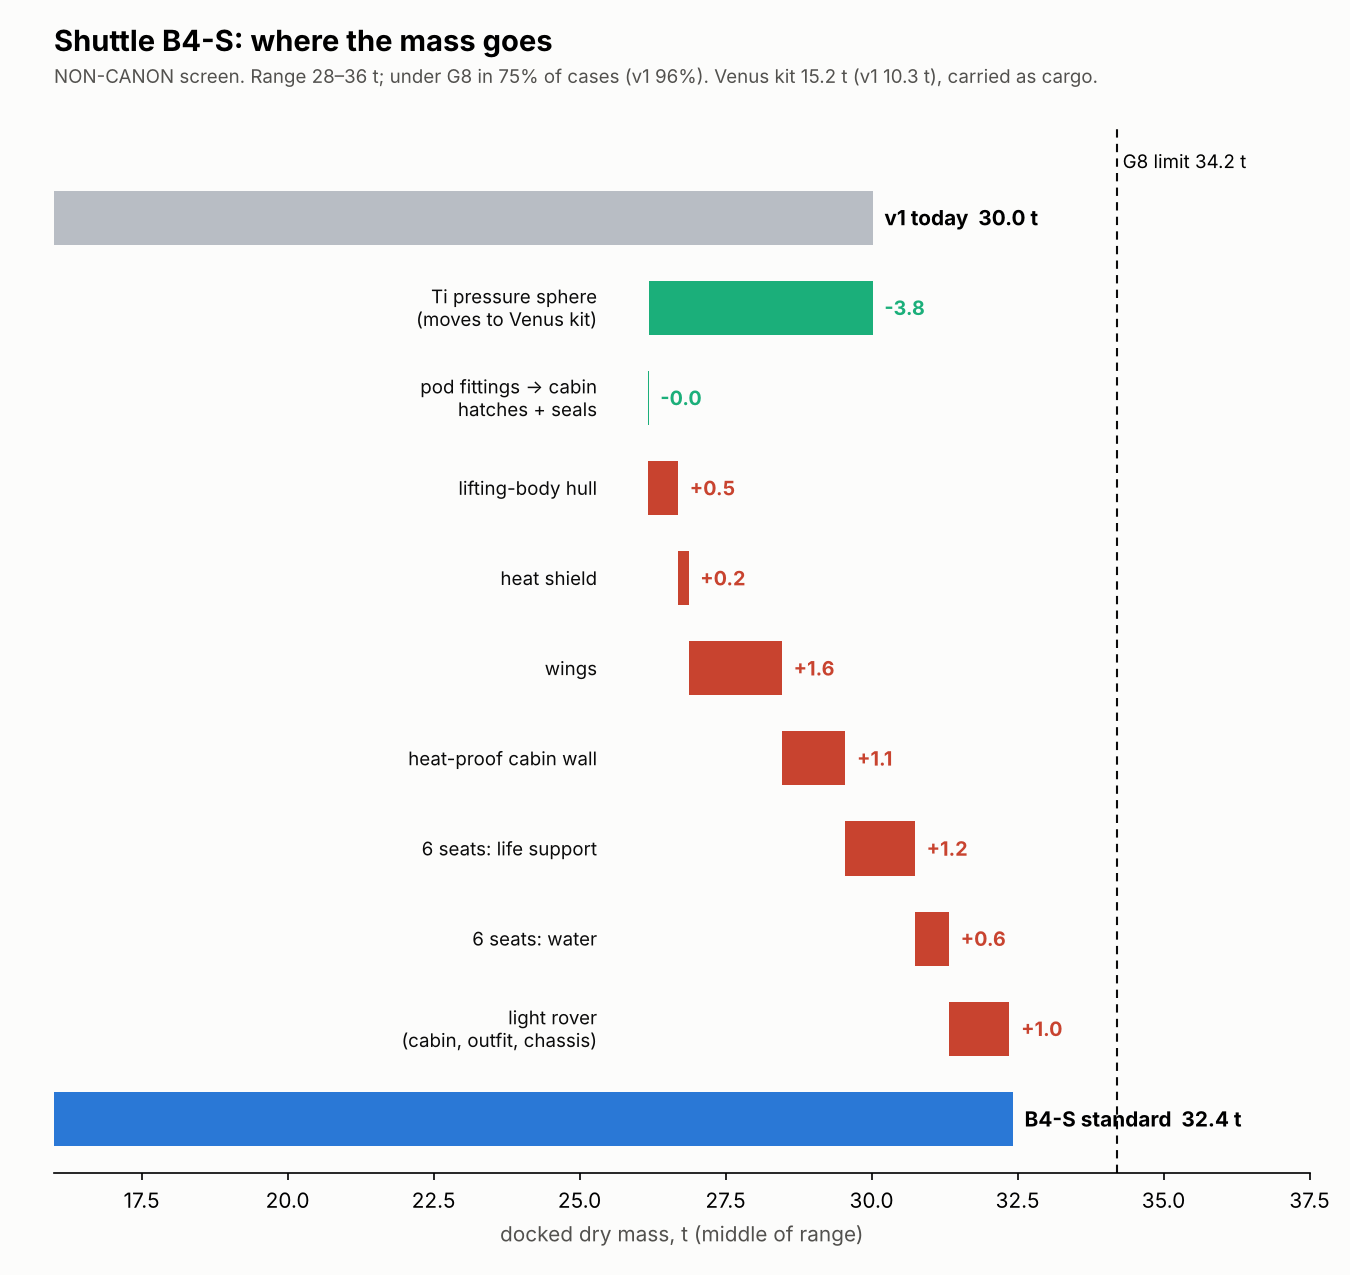 Shuttle B4-S: where the mass goes
NON-CANON screen. Range 28–36 t; under G8 in 75% of cases (v1 96%). Venus kit 15.2 t (v1 10.3 t), carried as cargo.
G8 limit 34.2 t
v1 today  30.0 t
Ti pressure sphere
(moves to Venus kit)
-3.8
pod fittings → cabin
hatches + seals
-0.0
lifting-body hull
+0.5
heat shield
+0.2
wings
+1.6
heat-proof cabin wall
+1.1
6 seats: life support
+1.2
6 seats: water
+0.6
light rover
(cabin, outfit, chassis)
+1.0
B4-S standard  32.4 t
17.5 20.0 22.5 25.0 27.5 30.0 32.5 35.0 37.5
docked dry mass, t (middle of range)